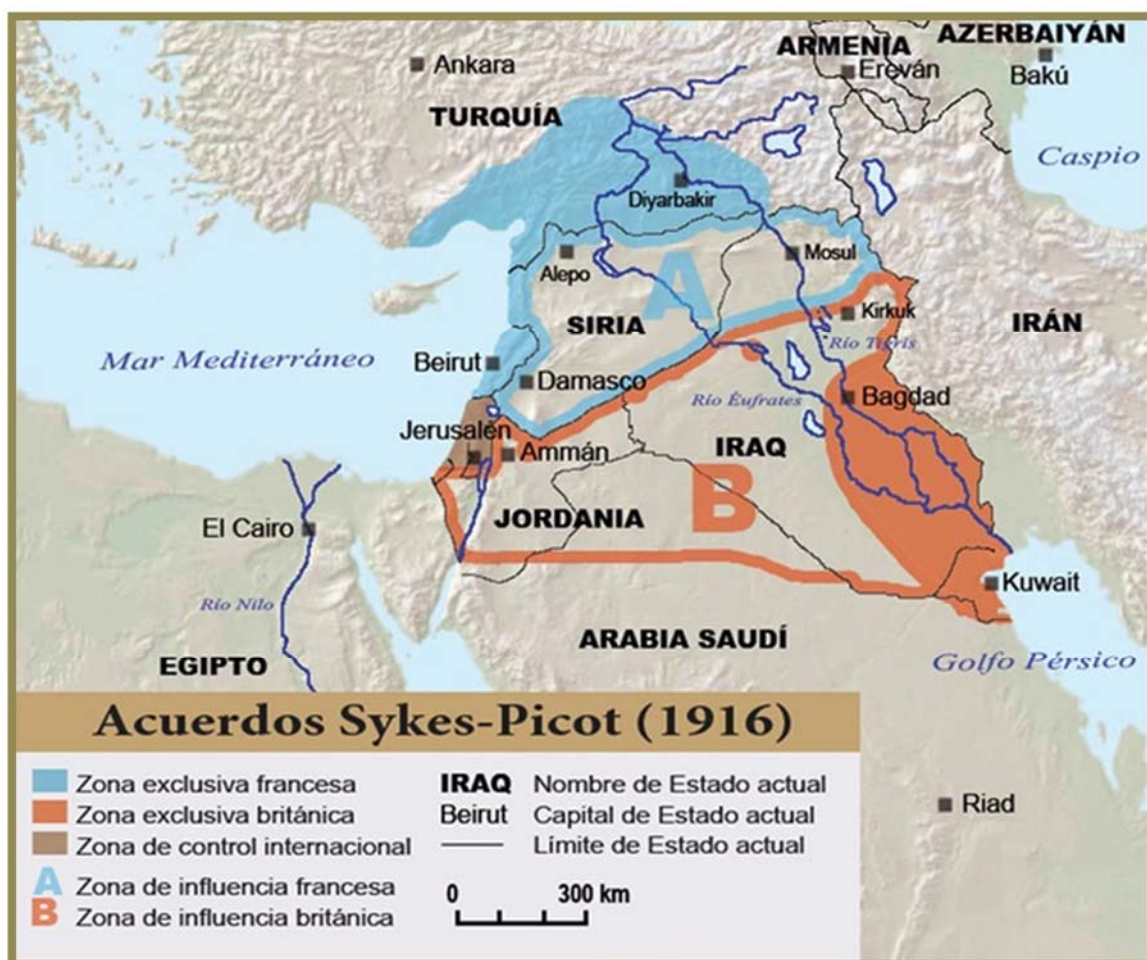 ARMENIA
AZERBAIYÁN
Ankara
Ereván
Bakú
TURQUÍA
Caspio
Diyarbakir
Alepo
A
Mosul
SIRIA
Kirkuk
IRÁN
Mar Mediterráneo
Beirut
Río Tigris
Damasco
Río Éufrates
Bagdad
Jerusalén
Ammán
IRAQ
B
JORDANIA
El Cairo
Kuwait
Río Nilo
ARABIA SAUDÍ
EGIPTO
Golfo Pérsico
Acuerdos Sykes-Picot (1916)
Zona exclusiva francesa
Zona exclusiva británica
Zona de control internacional
A Zona de influencia francesa
B Zona de influencia británica
IRAQ Nombre de Estado actual
Beirut Capital de Estado actual
Límite de Estado actual
0 300 km
Riad